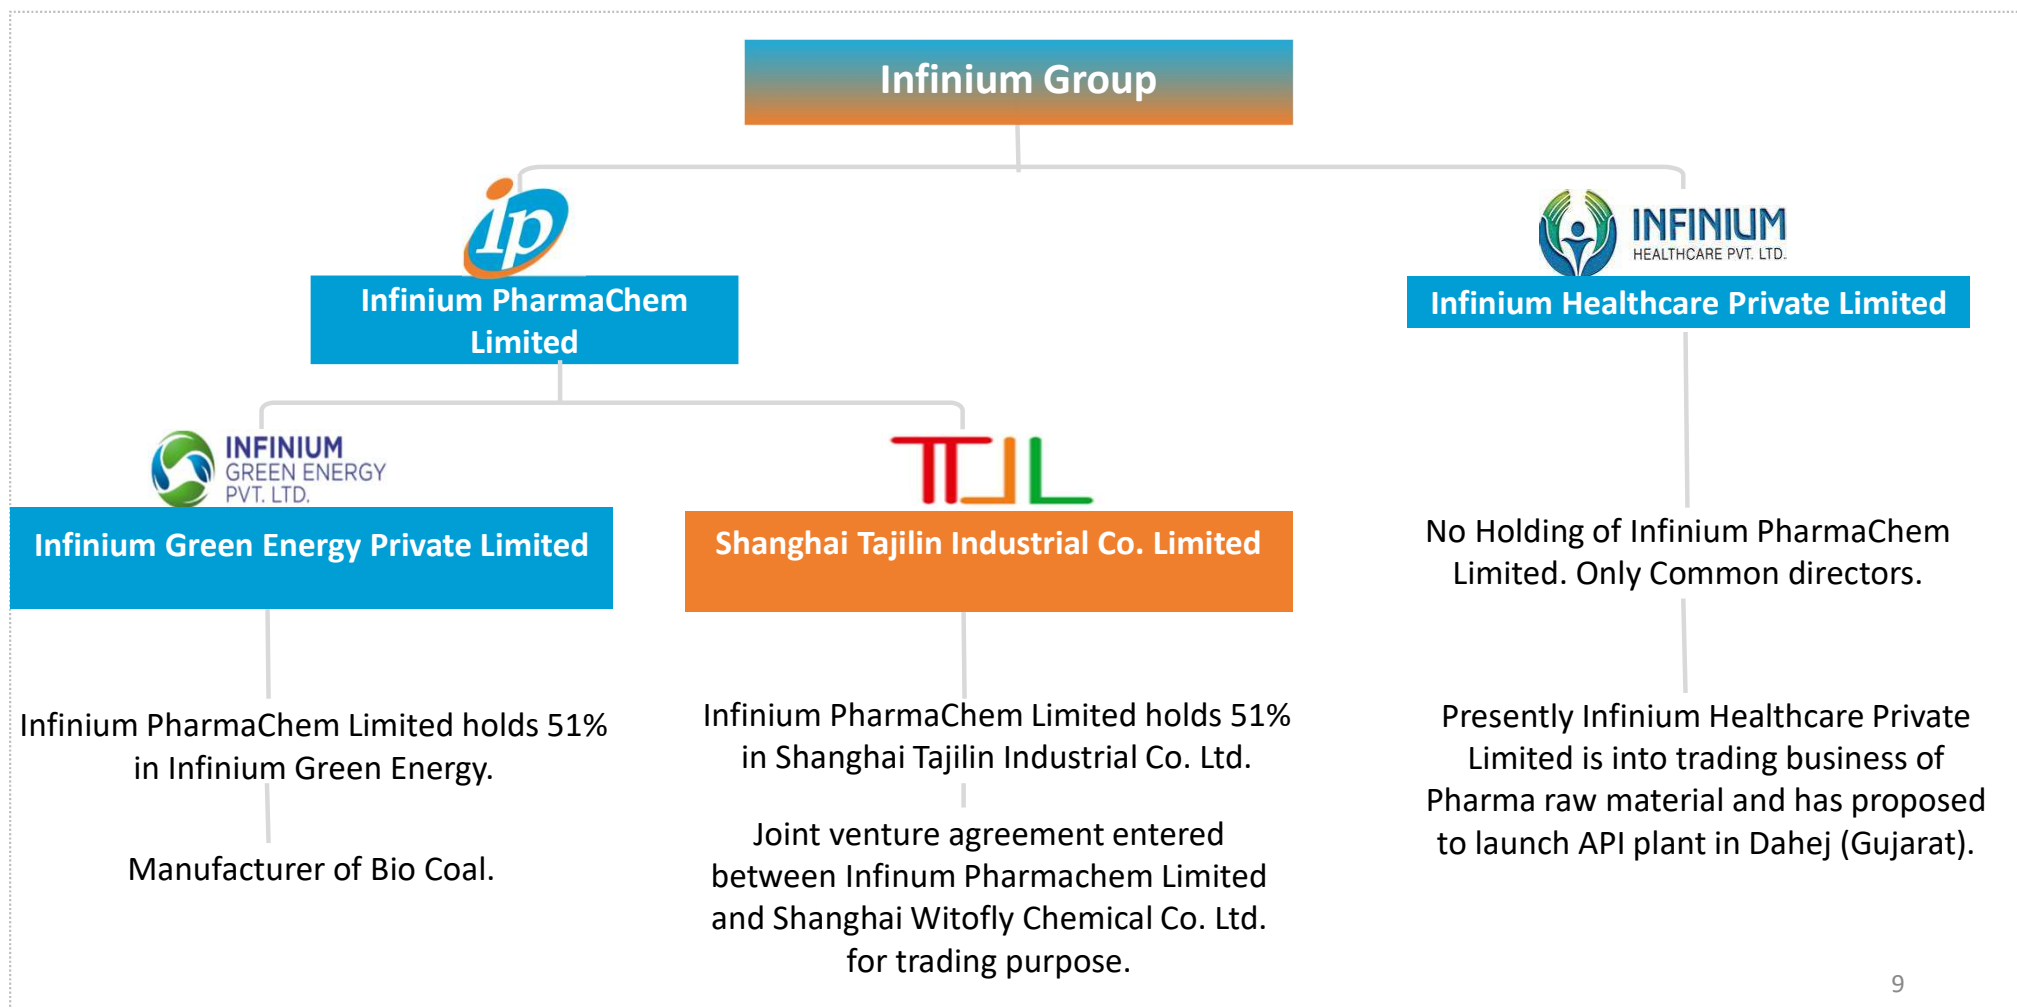 Infinium Group
ip
Infinium PharmaChem
Limited
INFINIUM
HEALTHCARE PVT. LTD.
Infinium Healthcare Private Limited
INFINIUM
GREEN ENERGY
PVT. LTD.
Infinium Green Energy Private Limited
TJL
Shanghai Tajilin Industrial Co. Limited
Infinium PharmaChem Limited holds 51%
in Infinium Green Energy.
Manufacturer of Bio Coal.
Infinium PharmaChem Limited holds 51%
in Shanghai Tajilin Industrial Co. Ltd.
Joint venture agreement entered
between Infinum Pharmachem Limited
and Shanghai Witofly Chemical Co. Ltd.
for trading purpose.
No Holding of Infinium PharmaChem
Limited. Only Common directors.
Presently Infinium Healthcare Private
Limited is into trading business of
Pharma raw material and has proposed
to launch API plant in Dahej (Gujarat).
9